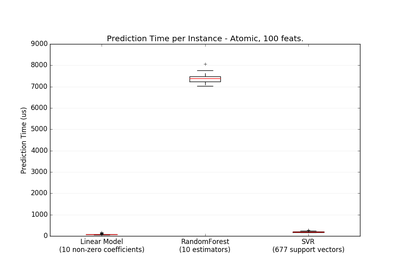 Prediction Time per Instance - Atomic, 100 feats.
9000
8000
7000
6000
5000
4000
3000
2000
1000
0
Prediction Time (us)
Linear Model
(10 non-zero coefficients)
RandomForest
(10 estimators)
SVR
(677 support vectors)